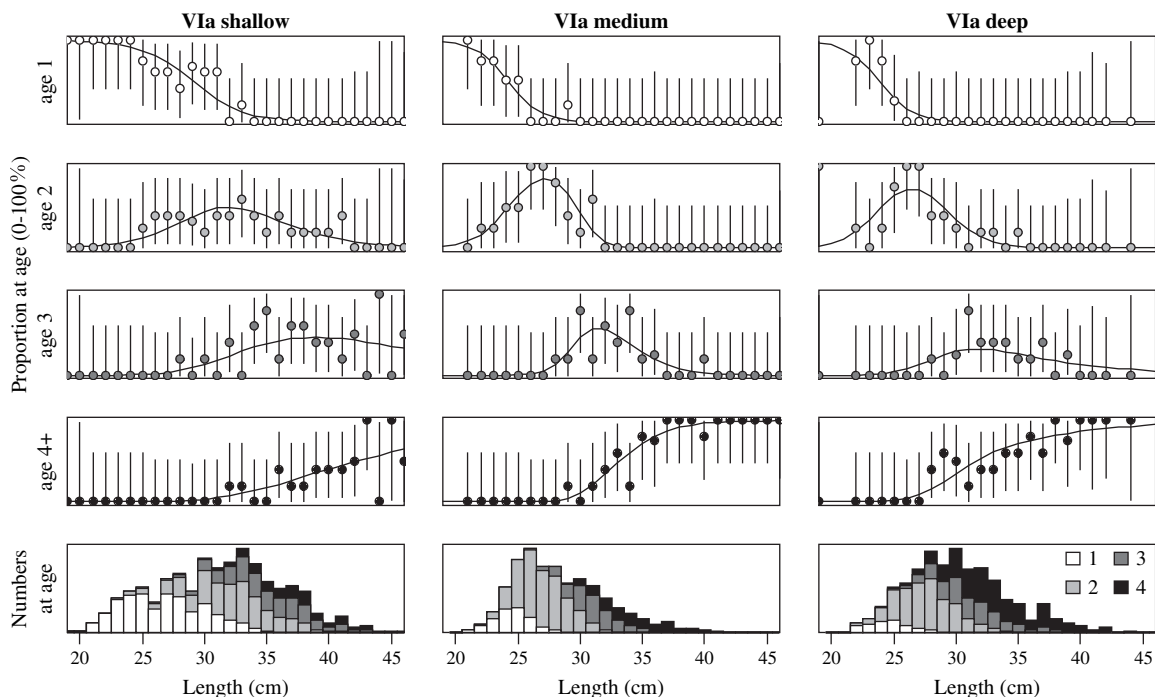 VIa shallow VIa medium VIa deep
Proportion at age (0-100%)
age 1
age 2
age 3
age 4+
Numbers
at age
1 3
2 4
20 25 30 35 40 45 20 25 30 35 40 45 20 25 30 35 40 45
Length (cm) Length (cm) Length (cm)